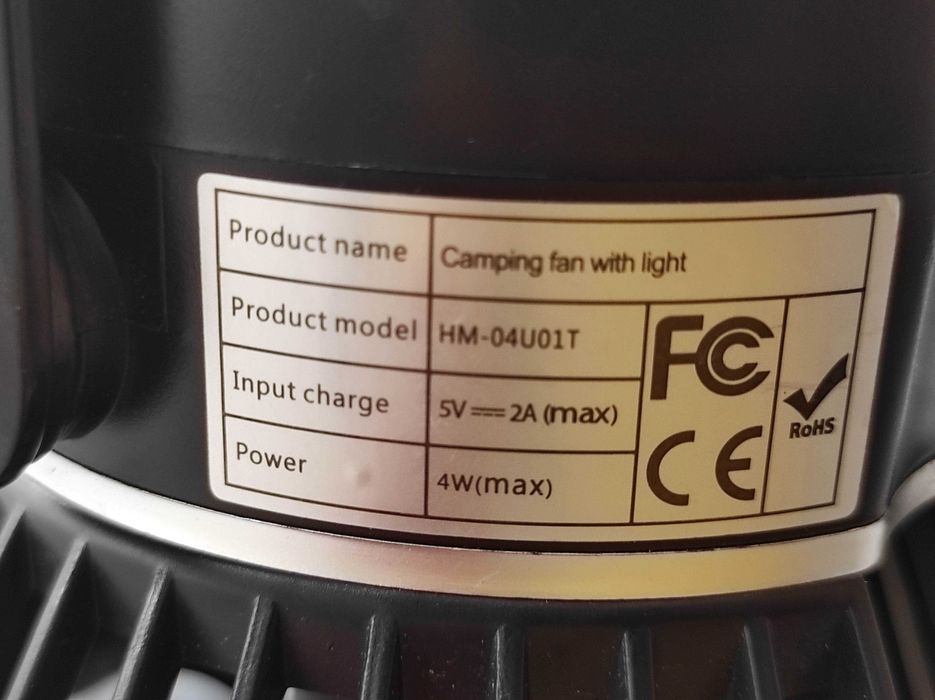 Product name Camping fan with light
Product model HM-04U01T
Input charge 5V⎓2A (max)
Power 4W(max)
FC
CE
RoHS